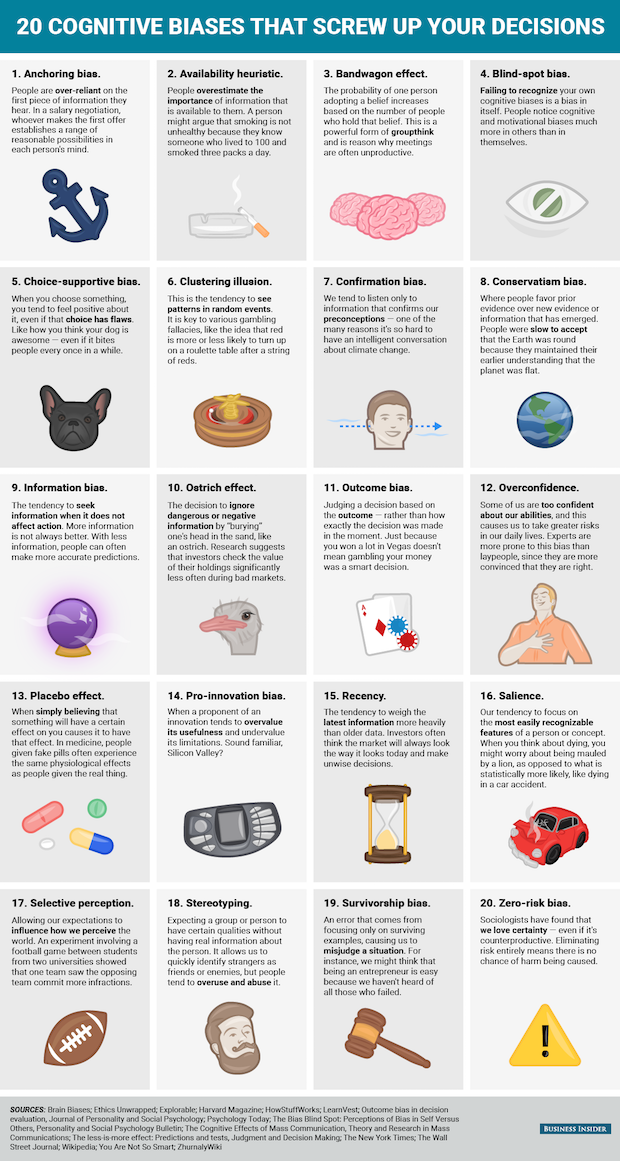 20 COGNITIVE BIASES THAT SCREW UP YOUR DECISIONS
1. Anchoring bias.
People are over-reliant on the
first piece of information they
hear. In a salary negotiation,
whoever makes the first offer
establishes a range of
reasonable possibilities in
each person's mind.
2. Availability heuristic.
People overestimate the
importance of information that
is available to them. A person
might argue that smoking is not
unhealthy because they know
someone who lived to 100 and
smoked three packs a day.
3. Bandwagon effect.
The probability of one person
adopting a belief increases
based on the number of people
who hold that belief. This is a
powerful form of groupthink
and is reason why meetings
are often unproductive.
4. Blind-spot bias.
Failing to recognize your own
cognitive biases is a bias in
itself. People notice cognitive
and motivational biases much
more in others than in
themselves.
5. Choice-supportive bias.
When you choose something,
you tend to feel positive about
it, even if that choice has flaws.
Like how you think your dog is
awesome — even if it bites
people every once in a while.
6. Clustering illusion.
This is the tendency to see
patterns in random events.
It is key to various gambling
fallacies, like the idea that red
is more or less likely to turn up
on a roulette table after a string
of reds.
7. Confirmation bias.
We tend to listen only to
information that confirms our
preconceptions — one of the
many reasons it's so hard to
have an intelligent conversation
about climate change.
8. Conservatism bias.
Where people favor prior
evidence over new evidence or
information that has emerged.
People were slow to accept
that the Earth was round
because they maintained their
earlier understanding that the
planet was flat.
9. Information bias.
The tendency to seek
information when it does not
affect action. More information
is not always better. With less
information, people can often
make more accurate predictions.
10. Ostrich effect.
The decision to ignore
dangerous or negative
information by “burying”
one's head in the sand, like
an ostrich. Research suggests
that investors check the value
of their holdings significantly
less often during bad markets.
11. Outcome bias.
Judging a decision based on
the outcome — rather than how
exactly the decision was made
in the moment. Just because
you won a lot in Vegas doesn't
mean gambling your money
was a smart decision.
A
12. Overconfidence.
Some of us are too confident
about our abilities, and this
causes us to take greater risks
in our daily lives. Experts are
more prone to this bias than
laypeople, since they are more
convinced that they are right.
13. Placebo effect.
When simply believing that
something will have a certain
effect on you causes it to have
that effect. In medicine, people
given fake pills often experience
the same physiological effects
as people given the real thing.
14. Pro-innovation bias.
When a proponent of an
innovation tends to overvalue
its usefulness and undervalue
its limitations. Sound familiar,
Silicon Valley?
15. Recency.
The tendency to weigh the
latest information more heavily
than older data. Investors often
think the market will always look
the way it looks today and make
unwise decisions.
16. Salience.
Our tendency to focus on
the most easily recognizable
features of a person or concept.
When you think about dying, you
might worry about being mauled
by a lion, as opposed to what is
statistically more likely, like dying
in a car accident.
17. Selective perception.
Allowing our expectations to
influence how we perceive the
world. An experiment involving a
football game between students
from two universities showed
that one team saw the opposing
team commit more infractions.
18. Stereotyping.
Expecting a group or person to
have certain qualities without
having real information about
the person. It allows us to
quickly identify strangers as
friends or enemies, but people
tend to overuse and abuse it.
19. Survivorship bias.
An error that comes from
focusing only on surviving
examples, causing us to
misjudge a situation. For
instance, we might think that
being an entrepreneur is easy
because we haven't heard of
all those who failed.
20. Zero-risk bias.
Sociologists have found that
we love certainty — even if it's
counterproductive. Eliminating
risk entirely means there is no
chance of harm being caused.
!
SOURCES: Brain Biases; Ethics Unwrapped; Explorable; Harvard Magazine; HowStuffWorks; LearnVest; Outcome bias in decision
evaluation, Journal of Personality and Social Psychology; Psychology Today; The Bias Blind Spot: Perceptions of Bias in Self Versus
Others, Personality and Social Psychology Bulletin; The Cognitive Effects of Mass Communication, Theory and Research in Mass
Communications; The less-is-more effect: Predictions and tests, Judgment and Decision Making; The New York Times; The Wall
Street Journal; Wikipedia; You Are Not So Smart; ZhurnalyWiki
BUSINESS INSIDER